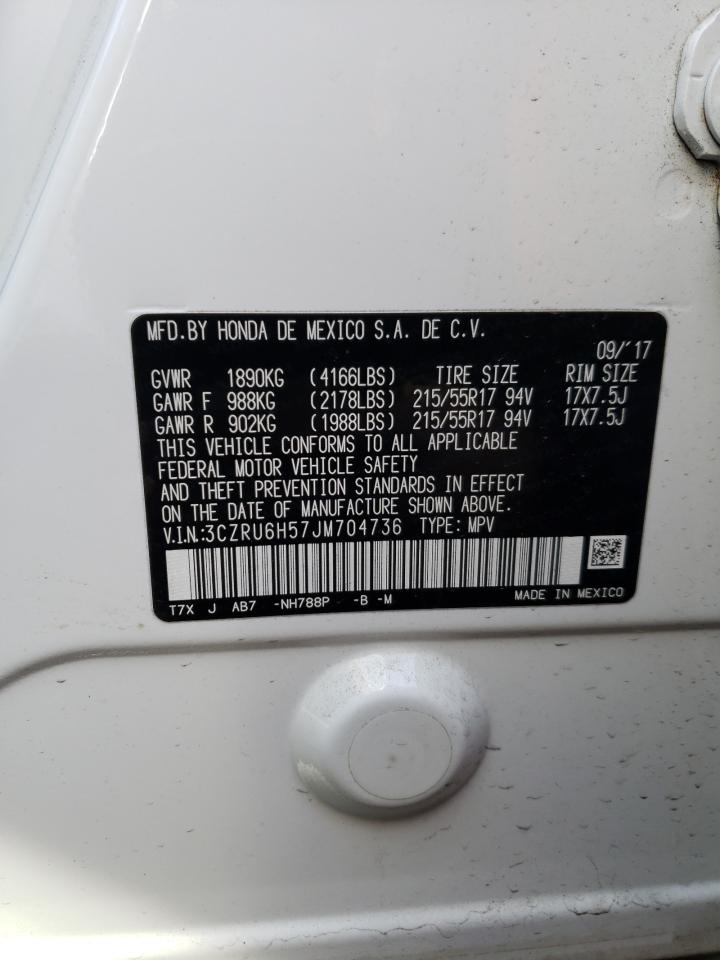 MFD.BY HONDA DE MEXICO S.A. DE C.V.
09/'17
GVWR 1890KG (4166LBS) TIRE SIZE RIM SIZE
GAWR F 988KG (2178LBS) 215/55R17 94V 17X7.5J
GAWR R 902KG (1988LBS) 215/55R17 94V 17X7.5J
THIS VEHICLE CONFORMS TO ALL APPLICABLE
FEDERAL MOTOR VEHICLE SAFETY
AND THEFT PREVENTION STANDARDS IN EFFECT
ON THE DATE OF MANUFACTURE SHOWN ABOVE.
V.I.N:3CZRU6H57JM704736 TYPE: MPV
T7X J AB7 -NH788P -B -M MADE IN MEXICO